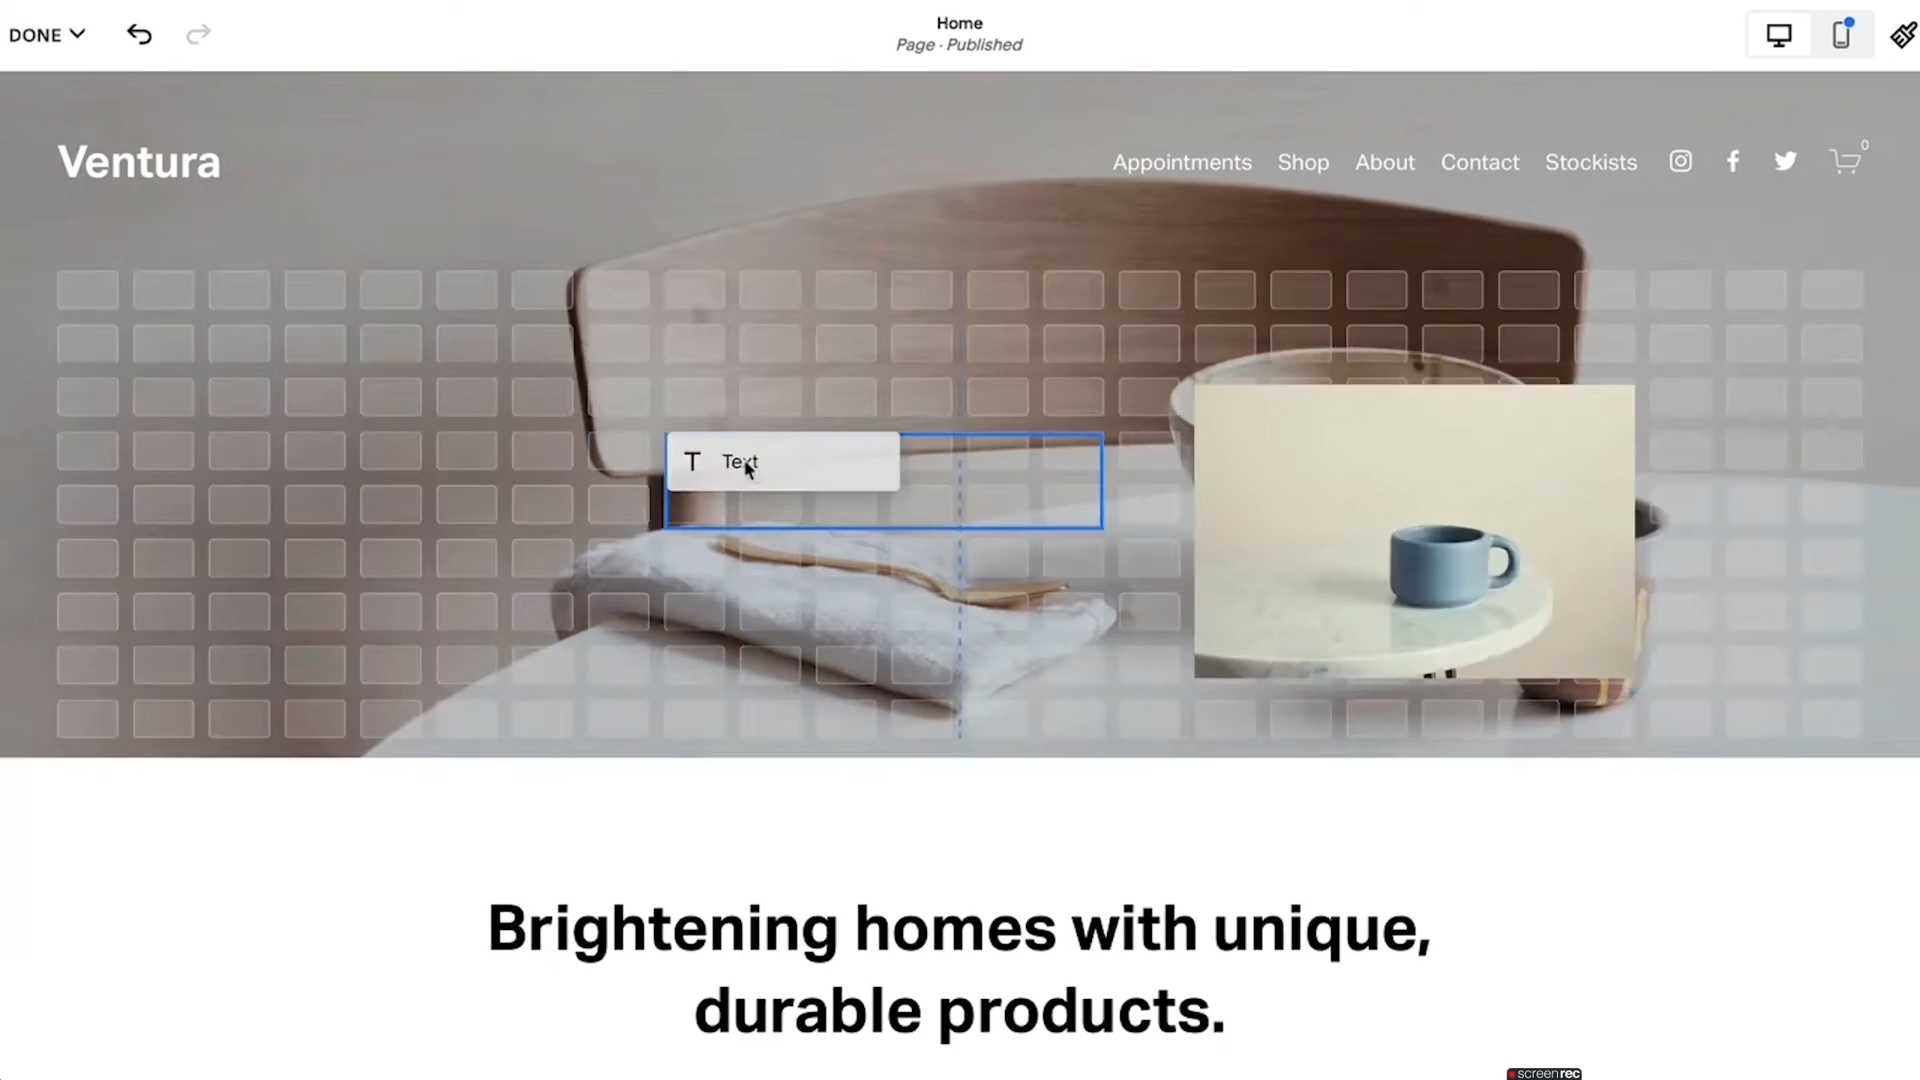 DONE
Home
Page · Published
Ventura
Appointments Shop About Contact Stockists 0
T Text
Brightening homes with unique,
durable products.
screenrec